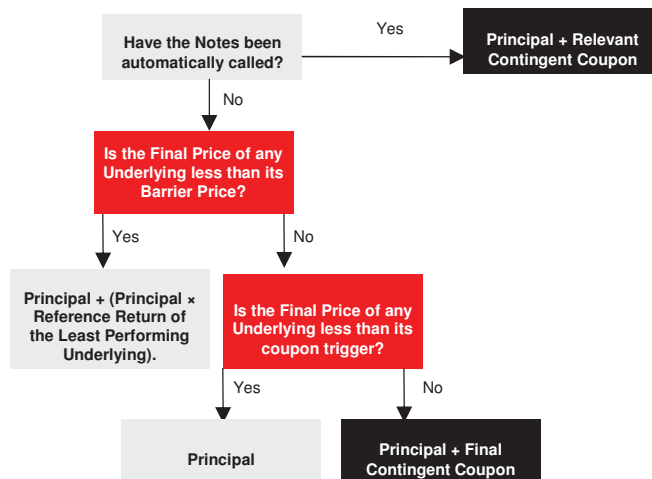 Have the Notes been
automatically called?
Yes
Principal + Relevant
Contingent Coupon
No
Is the Final Price of any
Underlying less than its
Barrier Price?
Yes
No
Principal + (Principal ×
Reference Return of
the Least Performing
Underlying).
Is the Final Price of any
Underlying less than its
coupon trigger?
Yes
No
Principal
Principal + Final
Contingent Coupon